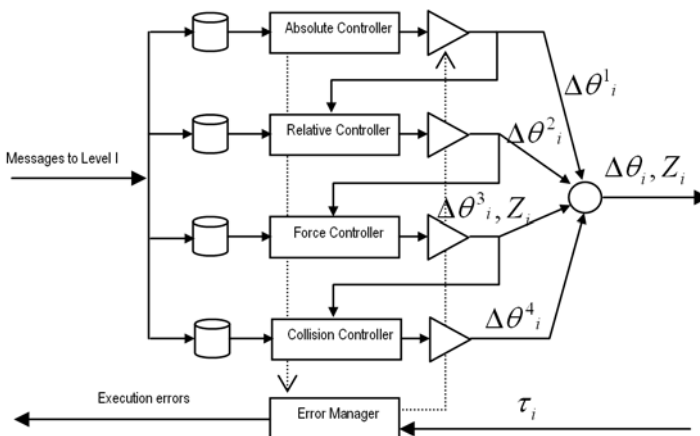 Absolute Controller
Δθ¹ᵢ
Relative Controller
Δθ²ᵢ
Messages to Level I
Δθᵢ, Zᵢ
Δθ³ᵢ, Zᵢ
Force Controller
Δθ⁴ᵢ
Collision Controller
Execution errors
Error Manager
τᵢ